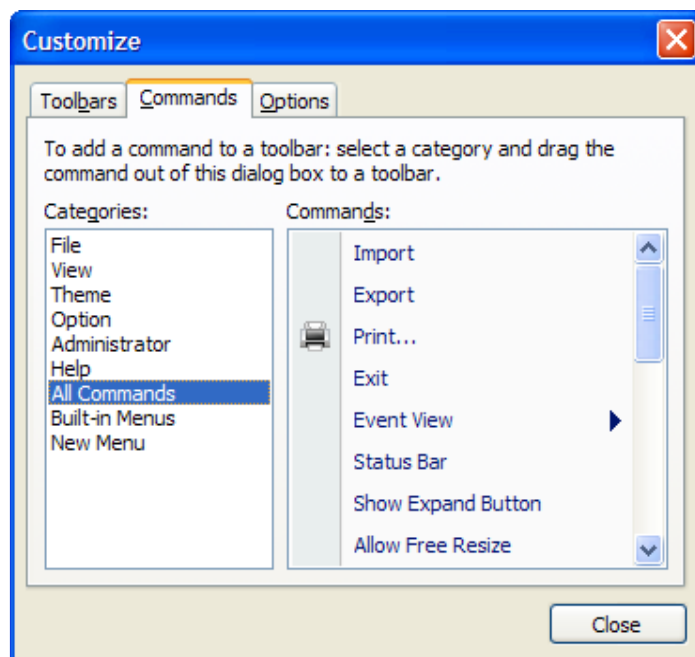 Customize
Toolbars Commands Options
To add a command to a toolbar: select a category and drag the
command out of this dialog box to a toolbar.
Categories:
File
View
Theme
Option
Administrator
Help
All Commands
Built-in Menus
New Menu
Commands:
Import
Export
Print...
Exit
Event View
Status Bar
Show Expand Button
Allow Free Resize
Close